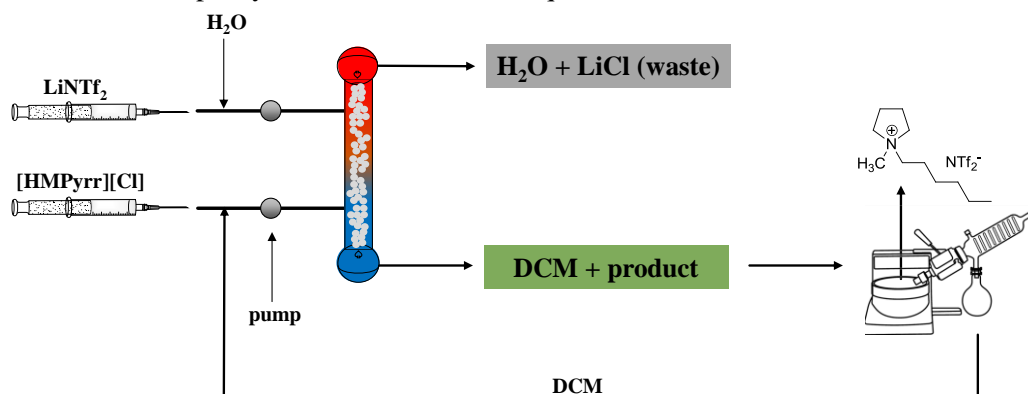 H₂O
LiNTf₂
H₂O + LiCl (waste)
[HMPyrr][Cl]
N
+
H₃C
NTf₂⁻
DCM + product
pump
DCM